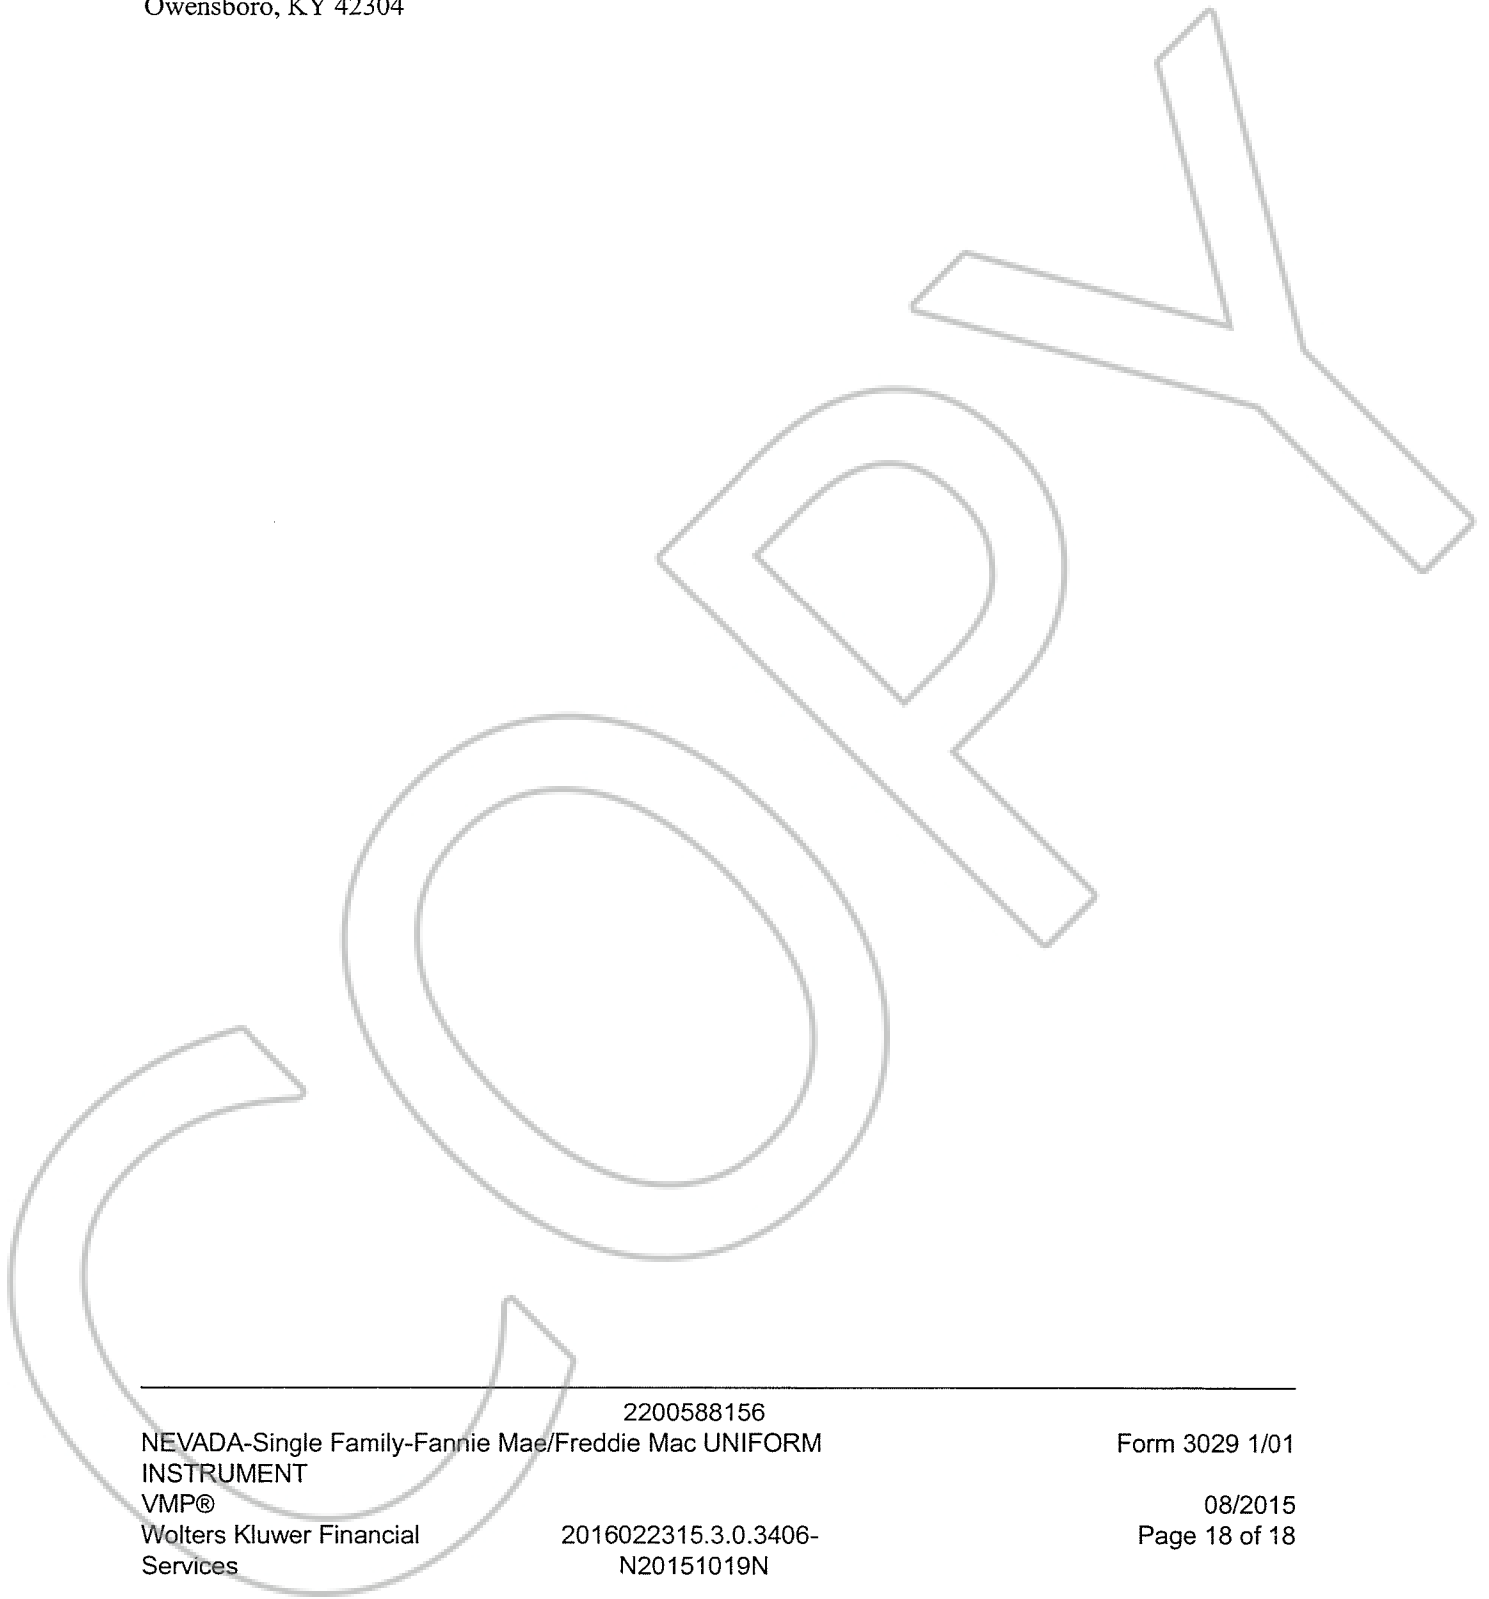 Owensboro, KY 42304
COPY
2200588156
NEVADA-Single Family-Fannie Mae/Freddie Mac UNIFORM Form 3029 1/01
INSTRUMENT
VMP® 08/2015
Wolters Kluwer Financial 2016022315.3.0.3406- Page 18 of 18
Services N20151019N